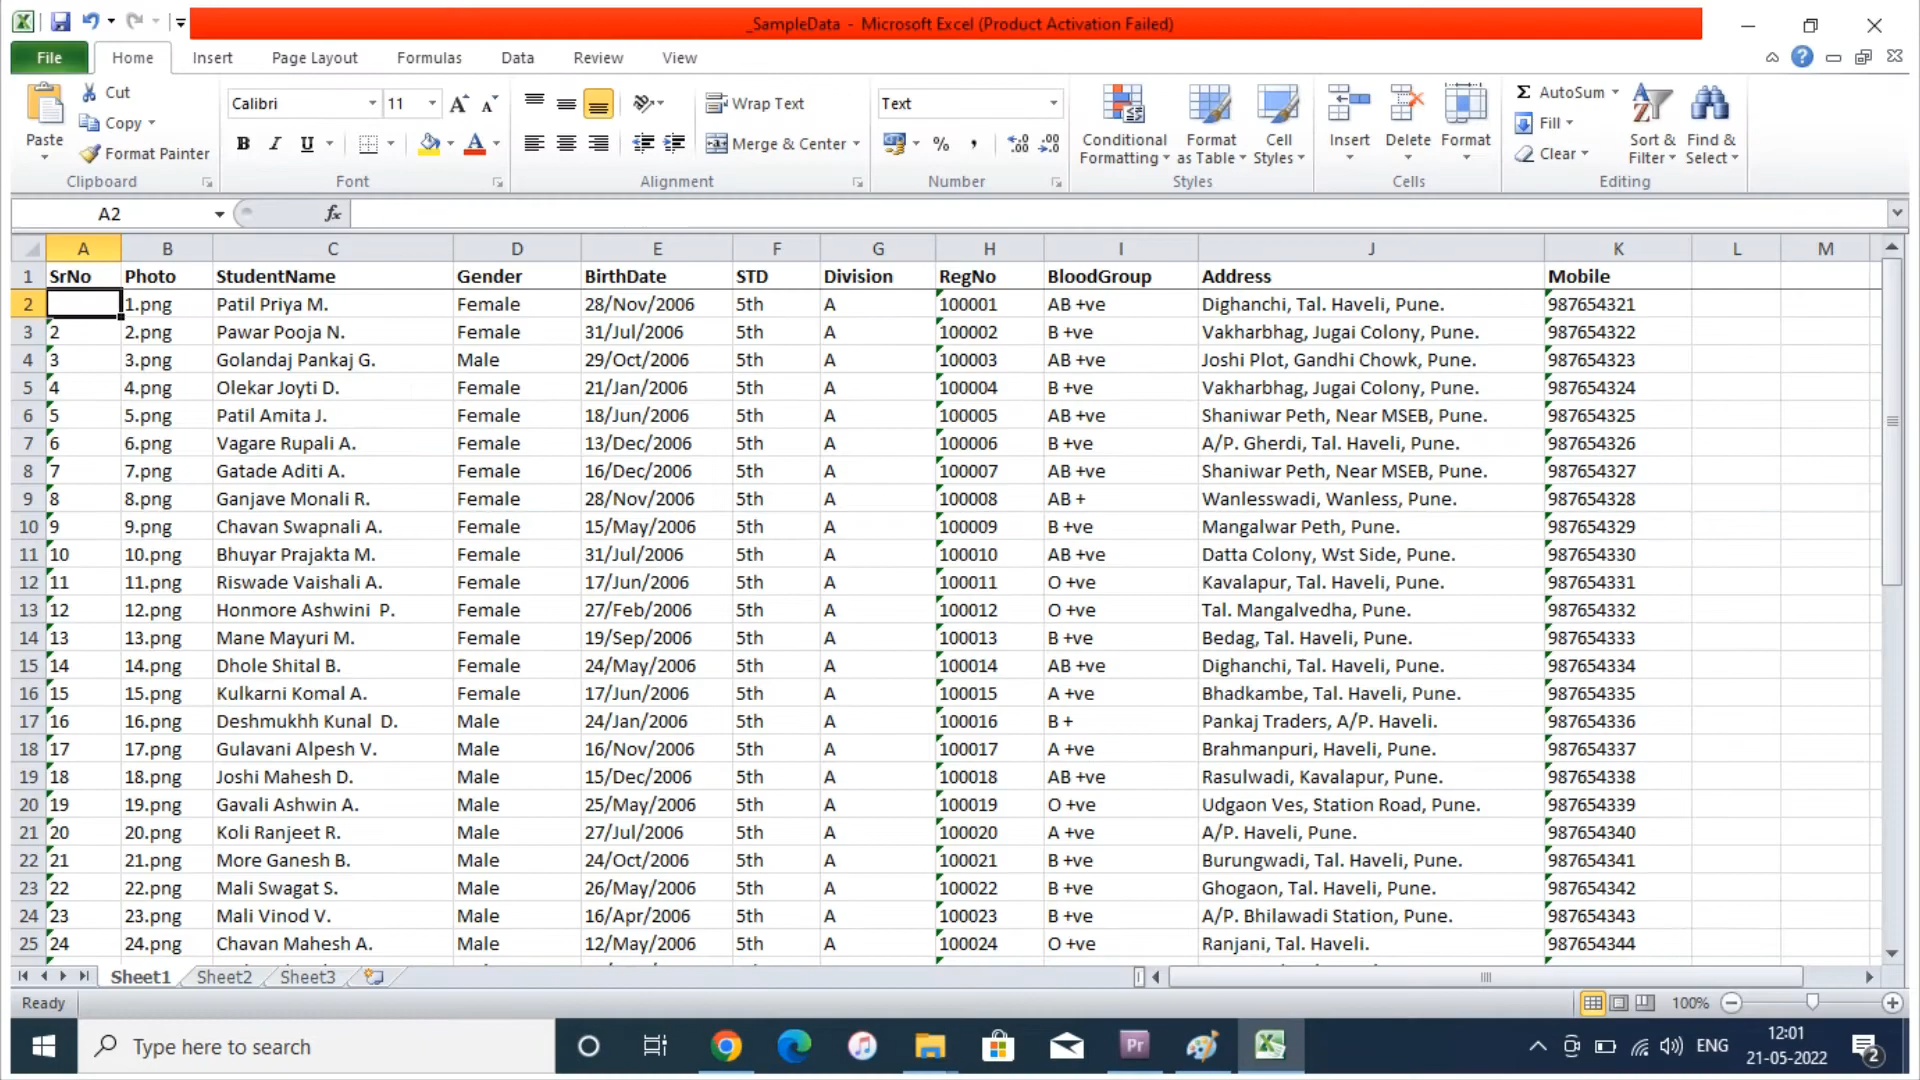 _SampleData - Microsoft Excel (Product Activation Failed)
File Home Insert Page Layout Formulas Data Review View
Paste Cut Copy Format Painter
Clipboard
Calibri 11
B I U
Font
Wrap Text
Merge & Center
Alignment
Text
% ,
Number
Conditional Formatting
Format as Table
Cell Styles
Styles
Insert Delete Format
Cells
Σ AutoSum
Fill
Clear
Sort & Filter
Find & Select
Editing
A2 fx
A B C D E F G H I J K L M
1 SrNo Photo StudentName Gender BirthDate STD Division RegNo BloodGroup Address Mobile
2 1.png Patil Priya M. Female 28/Nov/2006 5th A 100001 AB +ve Dighanchi, Tal. Haveli, Pune. 987654321
3 2 2.png Pawar Pooja N. Female 31/Jul/2006 5th A 100002 B +ve Vakharbhag, Jugai Colony, Pune. 987654322
4 3 3.png Golandaj Pankaj G. Male 29/Oct/2006 5th A 100003 AB +ve Joshi Plot, Gandhi Chowk, Pune. 987654323
5 4 4.png Olekar Joyti D. Female 21/Jan/2006 5th A 100004 B +ve Vakharbhag, Jugai Colony, Pune. 987654324
6 5 5.png Patil Amita J. Female 18/Jun/2006 5th A 100005 AB +ve Shaniwar Peth, Near MSEB, Pune. 987654325
7 6 6.png Vagare Rupali A. Female 13/Dec/2006 5th A 100006 B +ve A/P. Gherdi, Tal. Haveli, Pune. 987654326
8 7 7.png Gatade Aditi A. Female 16/Dec/2006 5th A 100007 AB +ve Shaniwar Peth, Near MSEB, Pune. 987654327
9 8 8.png Ganjave Monali R. Female 28/Nov/2006 5th A 100008 AB + Wanlesswadi, Wanless, Pune. 987654328
10 9 9.png Chavan Swapnali A. Female 15/May/2006 5th A 100009 B +ve Mangalwar Peth, Pune. 987654329
11 10 10.png Bhuyar Prajakta M. Female 31/Jul/2006 5th A 100010 AB +ve Datta Colony, Wst Side, Pune. 987654330
12 11 11.png Riswade Vaishali A. Female 17/Jun/2006 5th A 100011 O +ve Kavalapur, Tal. Haveli, Pune. 987654331
13 12 12.png Honmore Ashwini P. Female 27/Feb/2006 5th A 100012 O +ve Tal. Mangalvedha, Pune. 987654332
14 13 13.png Mane Mayuri M. Female 19/Sep/2006 5th A 100013 B +ve Bedag, Tal. Haveli, Pune. 987654333
15 14 14.png Dhole Shital B. Female 24/May/2006 5th A 100014 AB +ve Dighanchi, Tal. Haveli, Pune. 987654334
16 15 15.png Kulkarni Komal A. Female 17/Jun/2006 5th A 100015 A +ve Bhadkambe, Tal. Haveli, Pune. 987654335
17 16 16.png Deshmukhh Kunal D. Male 24/Jan/2006 5th A 100016 B + Pankaj Traders, A/P. Haveli. 987654336
18 17 17.png Gulavani Alpesh V. Male 16/Nov/2006 5th A 100017 A +ve Brahmanpuri, Haveli, Pune. 987654337
19 18 18.png Joshi Mahesh D. Male 15/Dec/2006 5th A 100018 AB +ve Rasulwadi, Kavalapur, Pune. 987654338
20 19 19.png Gavali Ashwin A. Male 25/May/2006 5th A 100019 O +ve Udgaon Ves, Station Road, Pune. 987654339
21 20 20.png Koli Ranjeet R. Male 27/Jul/2006 5th A 100020 A +ve A/P. Haveli, Pune. 987654340
22 21 21.png More Ganesh B. Male 24/Oct/2006 5th A 100021 B +ve Burungwadi, Tal. Haveli, Pune. 987654341
23 22 22.png Mali Swagat S. Male 26/May/2006 5th A 100022 B +ve Ghogaon, Tal. Haveli, Pune. 987654342
24 23 23.png Mali Vinod V. Male 16/Apr/2006 5th A 100023 B +ve A/P. Bhilawadi Station, Pune. 987654343
25 24 24.png Chavan Mahesh A. Male 12/May/2006 5th A 100024 O +ve Ranjani, Tal. Haveli. 987654344
Sheet1 Sheet2 Sheet3
Ready 100%
Type here to search
Pr
ENG
12:01
21-05-2022
2